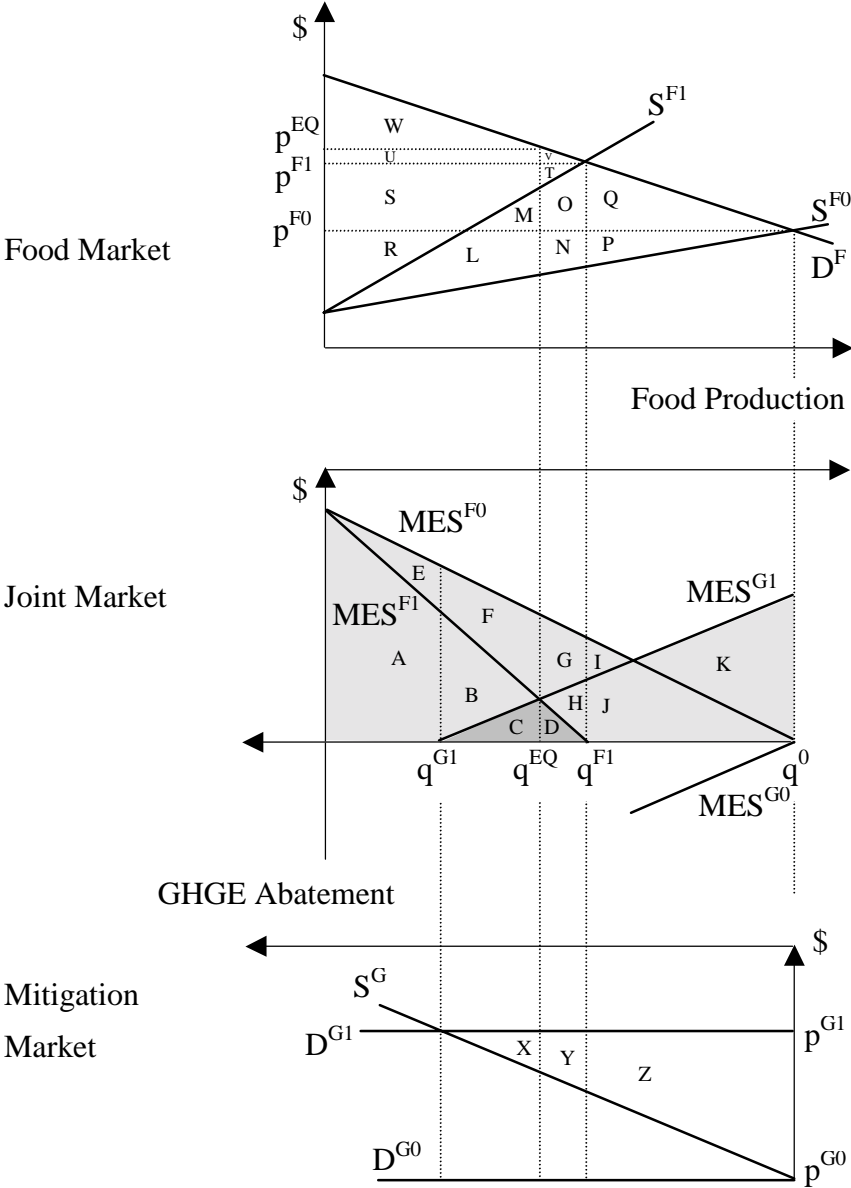 $
W
S^{F1}
p^{EQ}
U
V
p^{F1}
T
S
M
O
Q
S^{F0}
p^{F0}
Food Market
R
L
N
P
D^{F}
Food Production
$
MES^{F0}
E
MES^{G1}
Joint Market
MES^{F1}
F
A
G
I
K
B
H
J
C
D
q^{G1}
q^{EQ}
q^{F1}
q^{0}
MES^{G0}
GHGE Abatement
$
Mitigation
S^{G}
Market
D^{G1}
X
Y
Z
p^{G1}
D^{G0}
p^{G0}